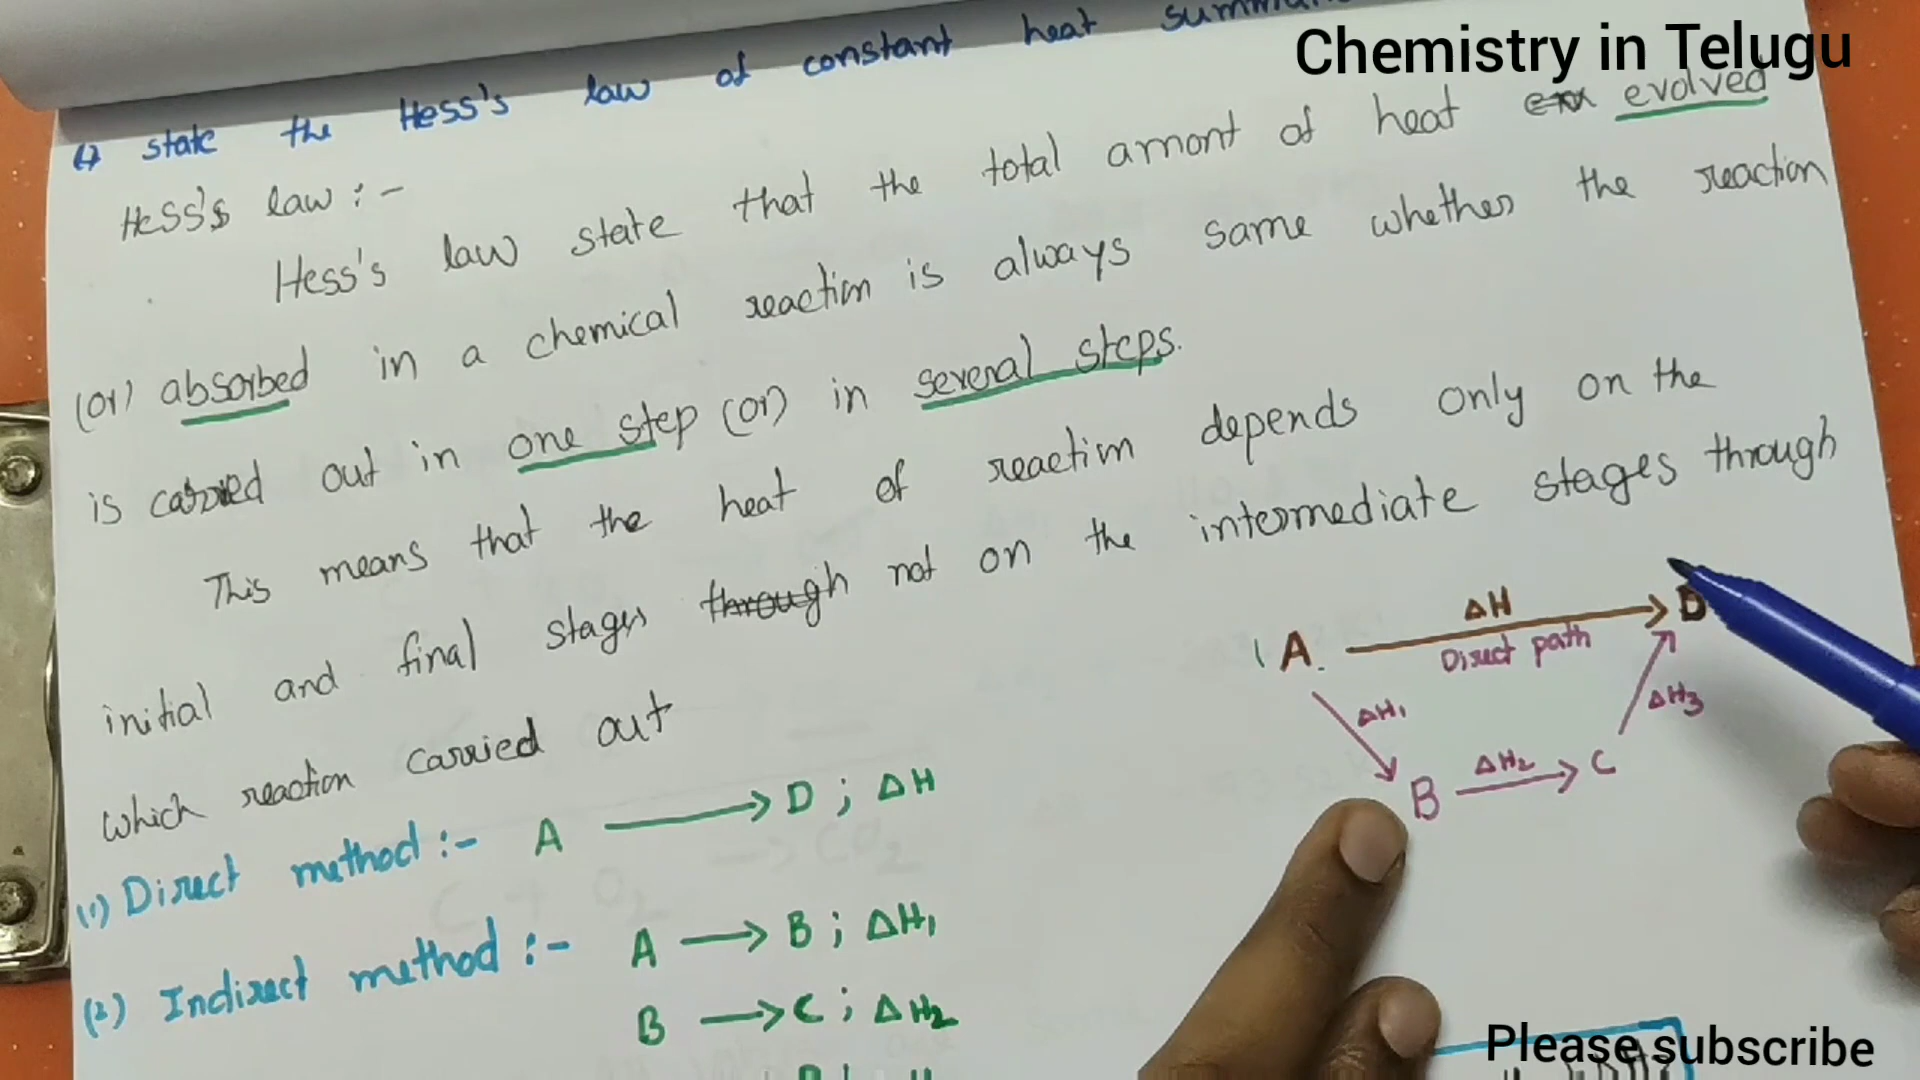 Chemistry in Telugu
1) state the Hess's law of constant heat
Hess's law :-
Hess's law state that the total amont of heat evolved
(or) absorbed in a chemical reaction is always same whether the reaction
is carried out in one step (or) in several steps.
This means that the heat of reaction depends only on the
initial and final stages through not on the intermediate stages through
which reaction carried out
A ΔH D
Direct path
ΔH₁ ΔH₃
B ΔH₂ C
(1) Direct method :- A → D ; ΔH
(2) Indirect method :- A → B ; ΔH₁
B → C ; ΔH₂
Please subscribe